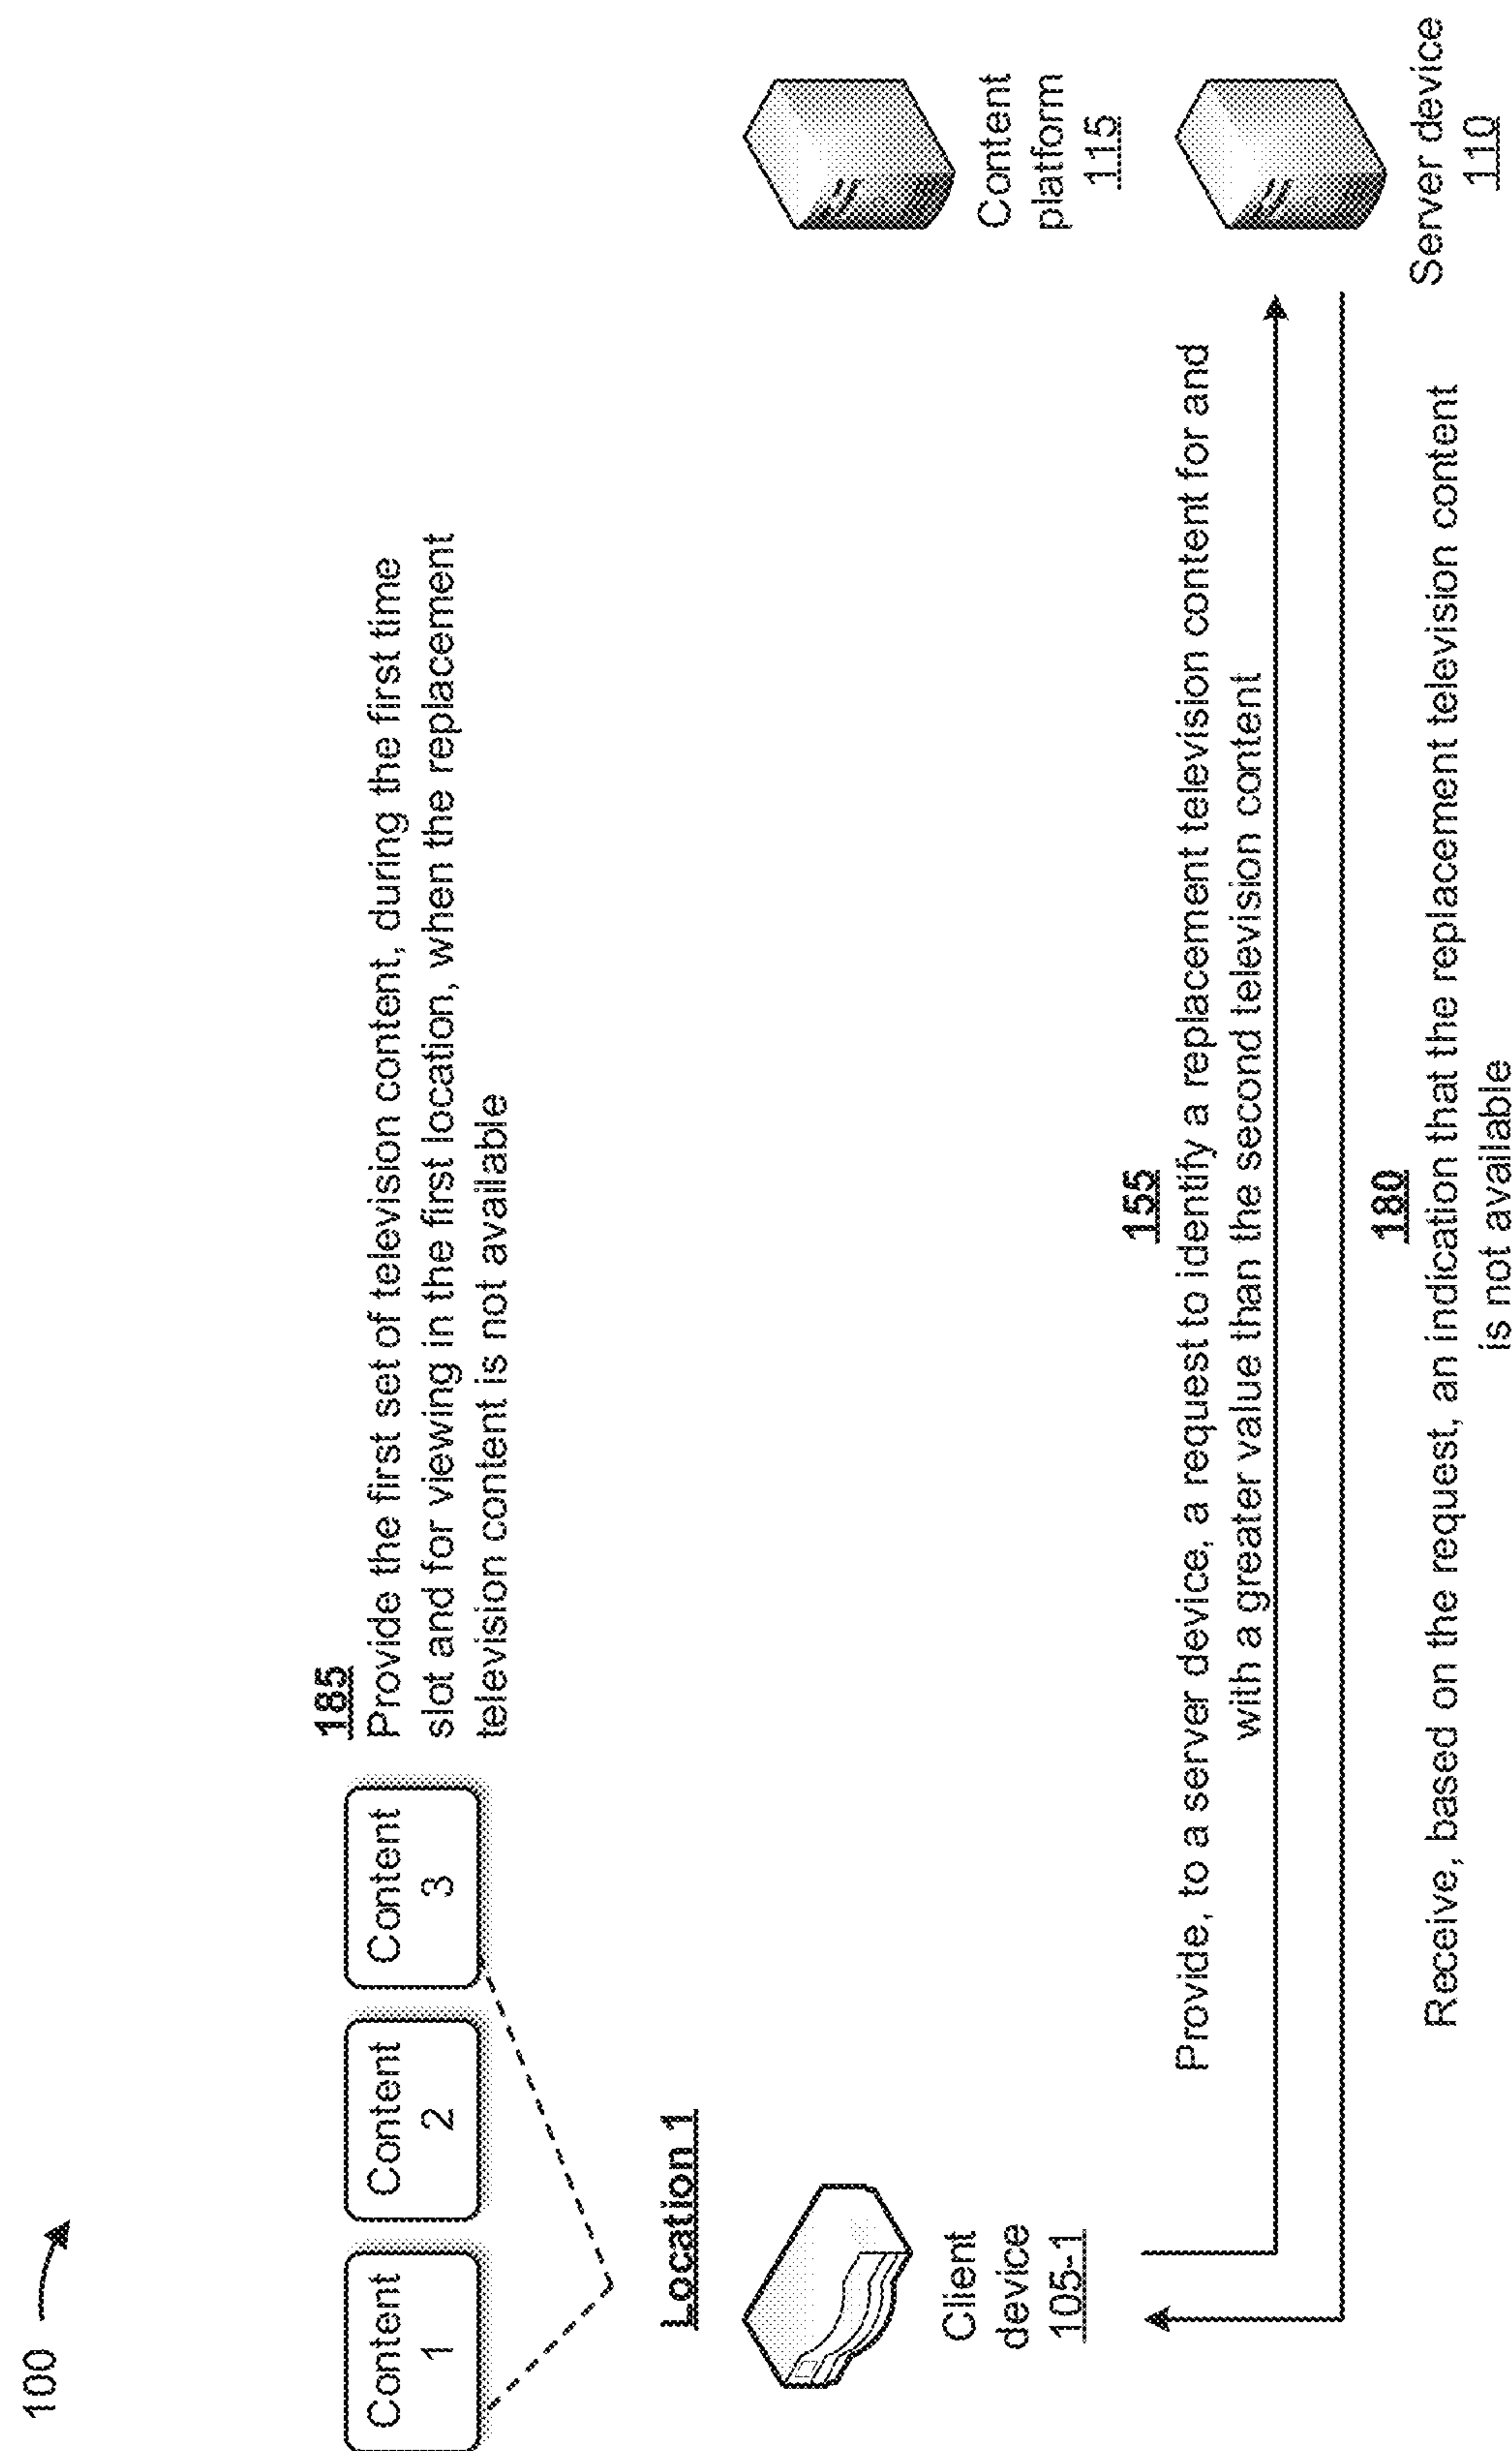 100
Content
1
Content
2
Content
3
185
Provide the first set of television content, during the first time
slot and for viewing in the first location, when the replacement
television content is not available
Location 1
Client
device
105-1
Content
platform
115
155
Provide, to a server device, a request to identify a replacement television content for and
with a greater value than the second television content
180
Receive, based on the request, an indication that the replacement television content
is not available
Server device
110